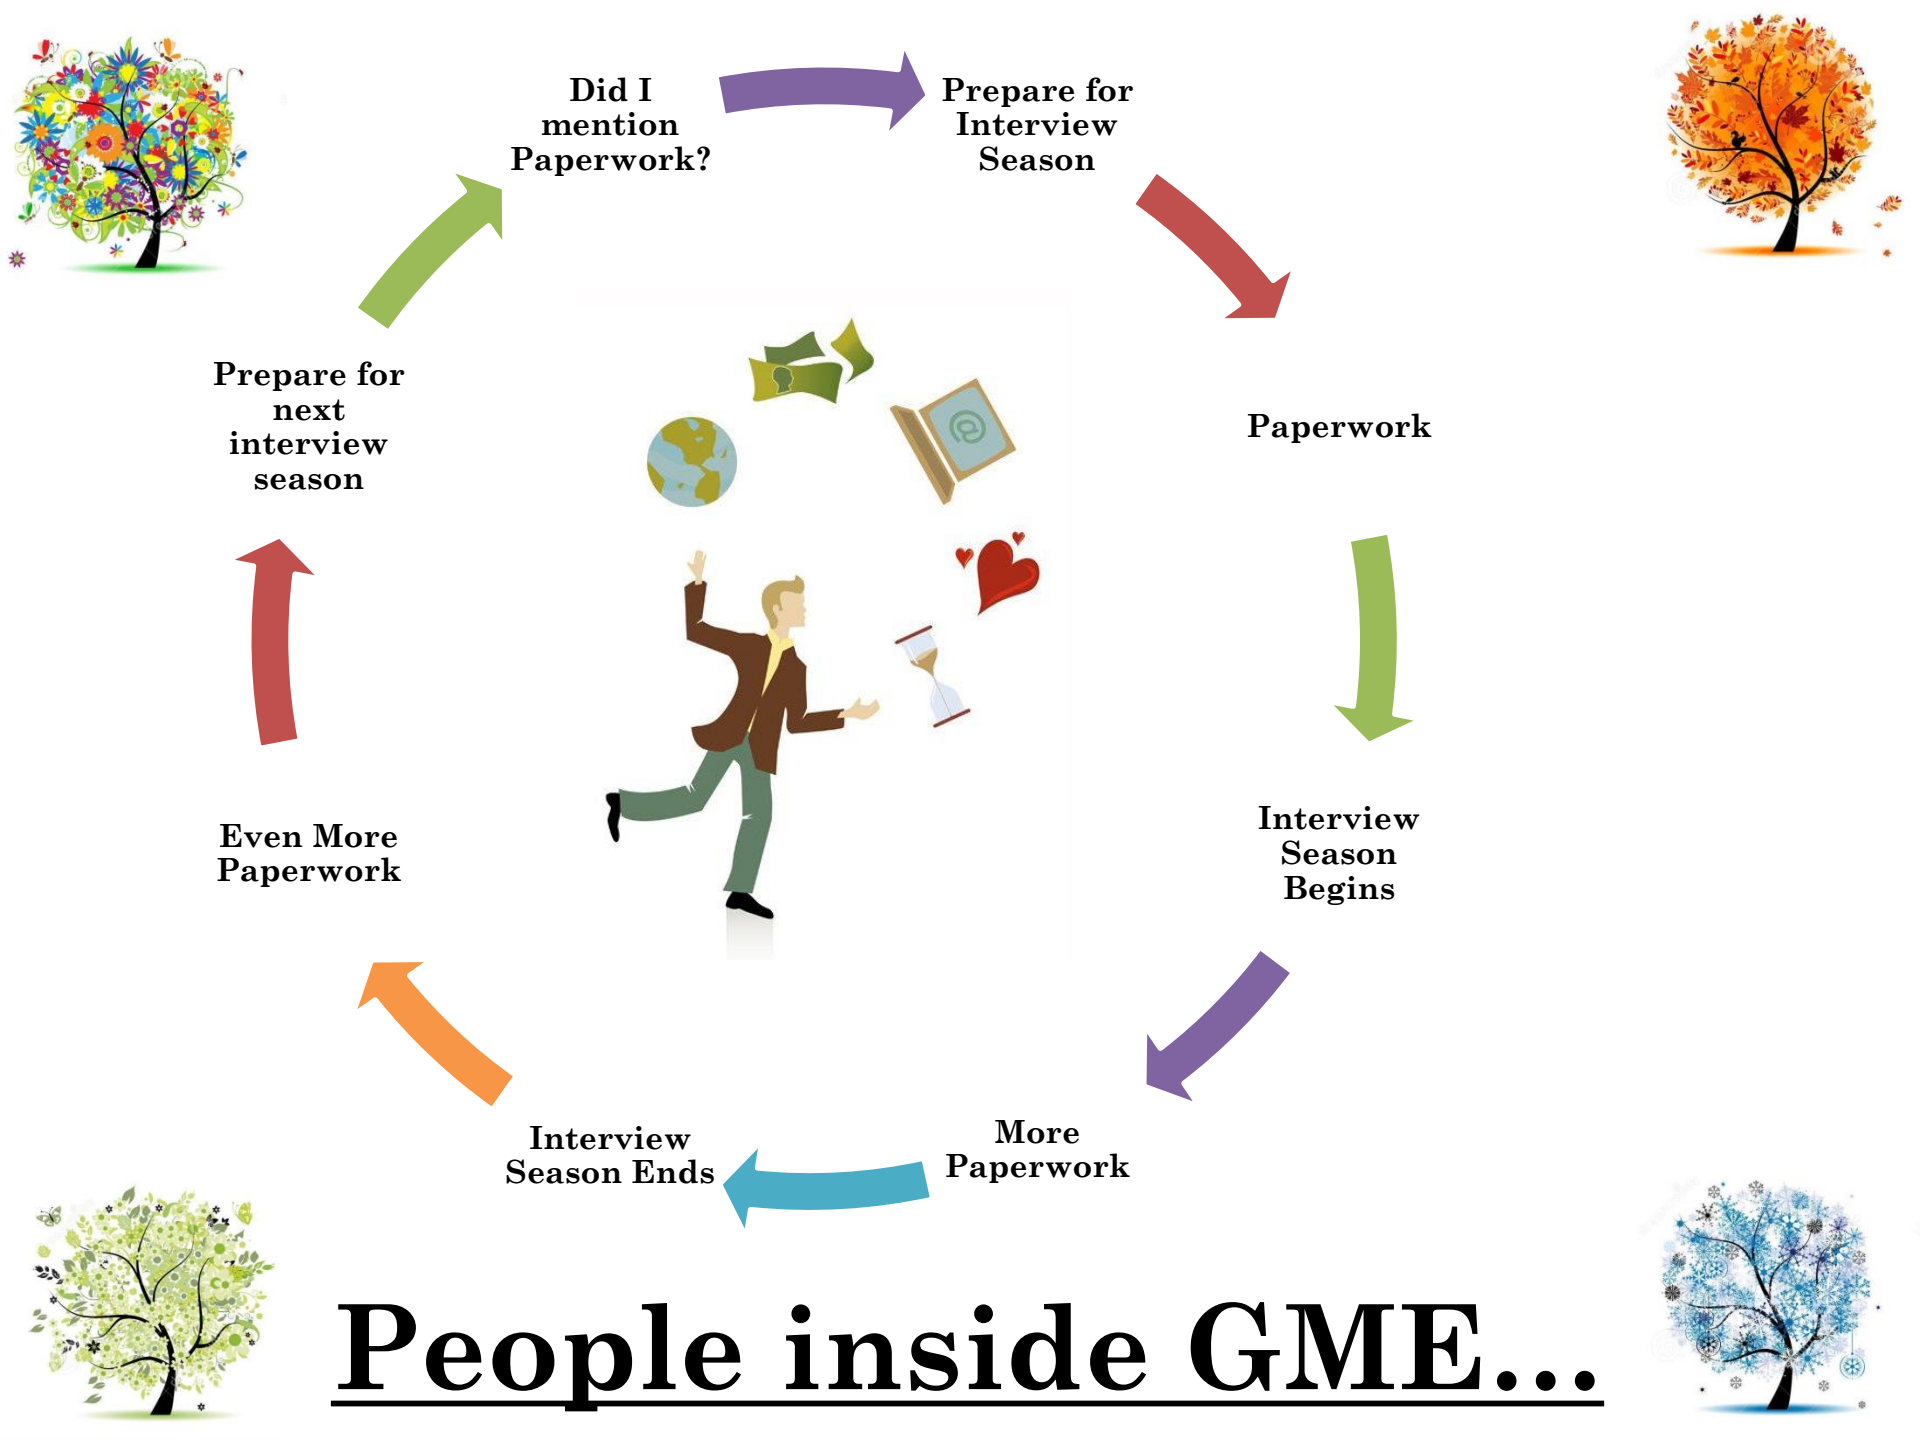 Did I
mention
Paperwork?
Prepare for
Interview
Season
Paperwork
Interview
Season
Begins
More
Paperwork
Interview
Season Ends
Even More
Paperwork
Prepare for
next
interview
season
@
People inside GME...